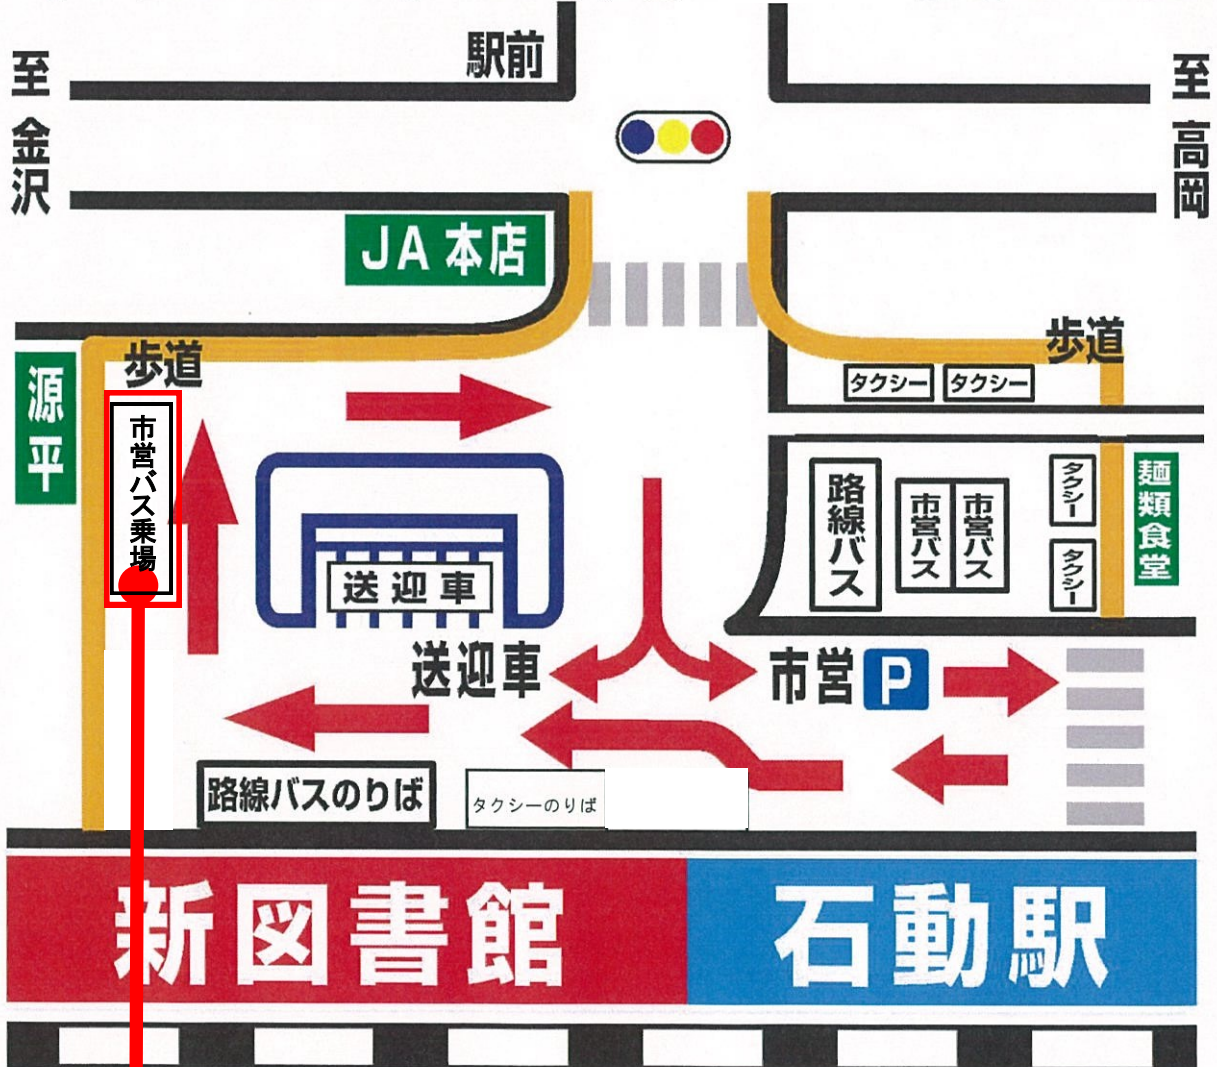 駅前
至金沢
至高岡
JA本店
歩道
歩道
源平
市営バス乗場
タクシー
タクシー
路線バス
市営バス
市営バス
タクシー
タクシー
麺類食堂
送迎車
送迎車
市営P
路線バスのりば
タクシーのりば
新図書館
石動駅